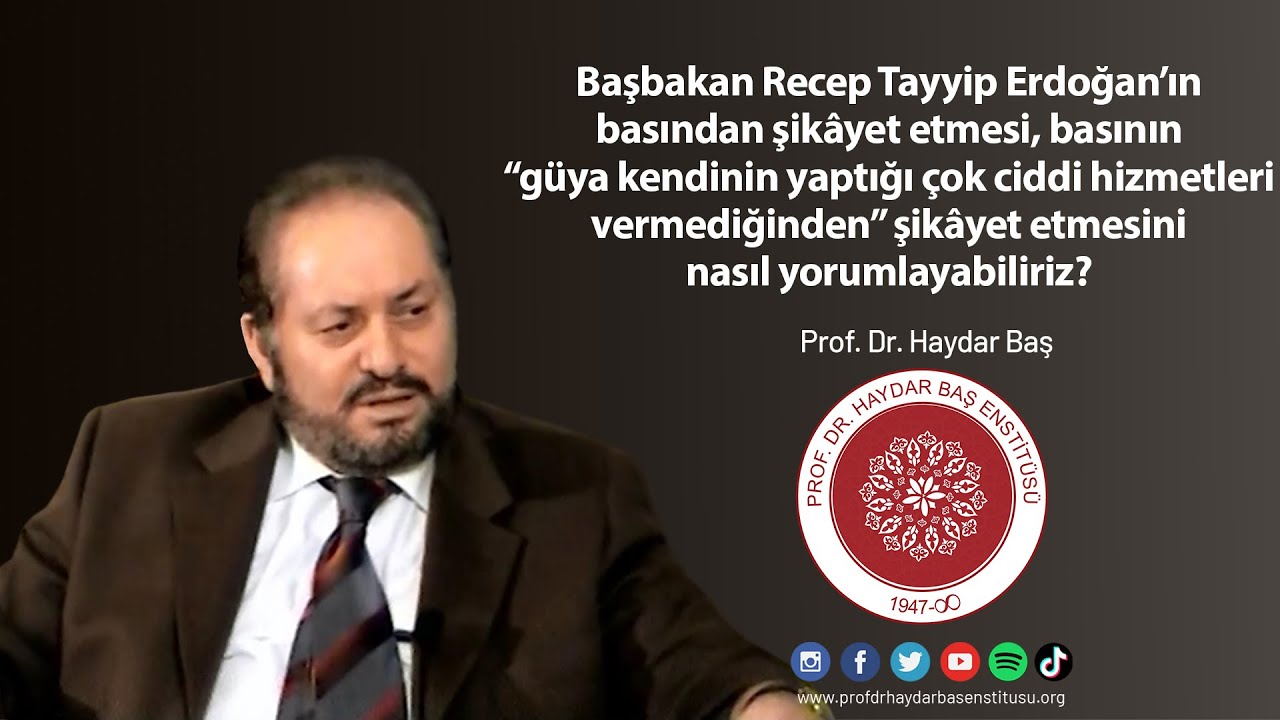 Başbakan Recep Tayyip Erdoğan’ın
basından şikâyet etmesi, basının
“güya kendinin yaptığı çok ciddi hizmetleri
vermediğinden” şikâyet etmesini
nasıl yorumlayabiliriz?
Prof. Dr. Haydar Baş
PROF. DR. HAYDAR BAŞ ENSTİTÜSÜ
1947-∞
www.profdrhaydarbasenstitusu.org